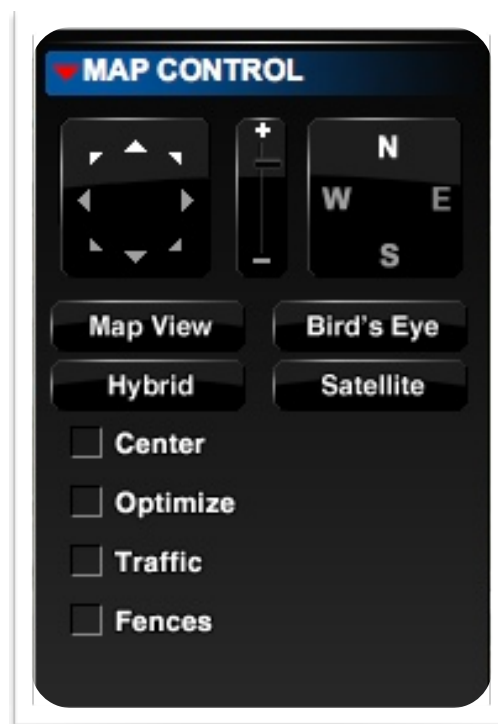 MAP CONTROL
+
N
W E
–
S
Map View Bird's Eye
Hybrid Satellite
Center
Optimize
Traffic
Fences